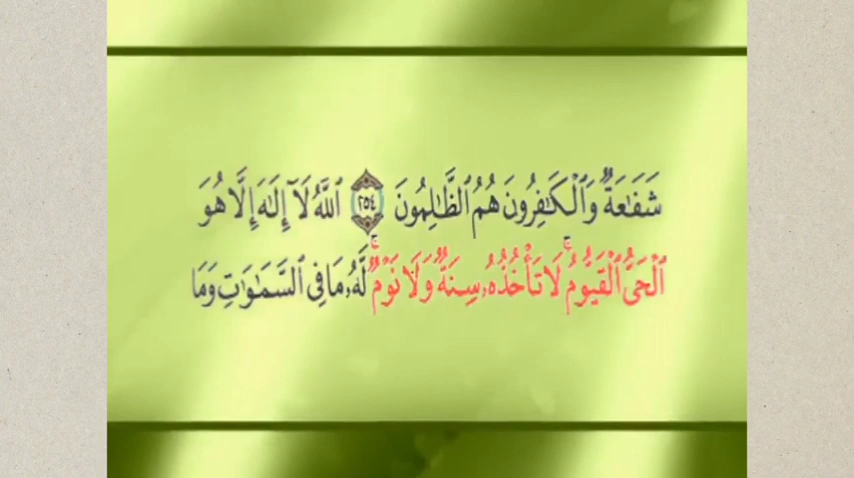 شَفَـٰعَةٌ وَٱلْكَـٰفِرُونَ هُمُ ٱلظَّـٰلِمُونَ ٢٥٤ ٱللَّهُ لَآ إِلَـٰهَ إِلَّا هُوَ
ٱلْحَىُّ ٱلْقَيُّومُ ۚ لَا تَأْخُذُهُۥ سِنَةٌ وَلَا نَوْمٌ ۚ لَّهُۥ مَا فِى ٱلسَّمَـٰوَٰتِ وَمَا